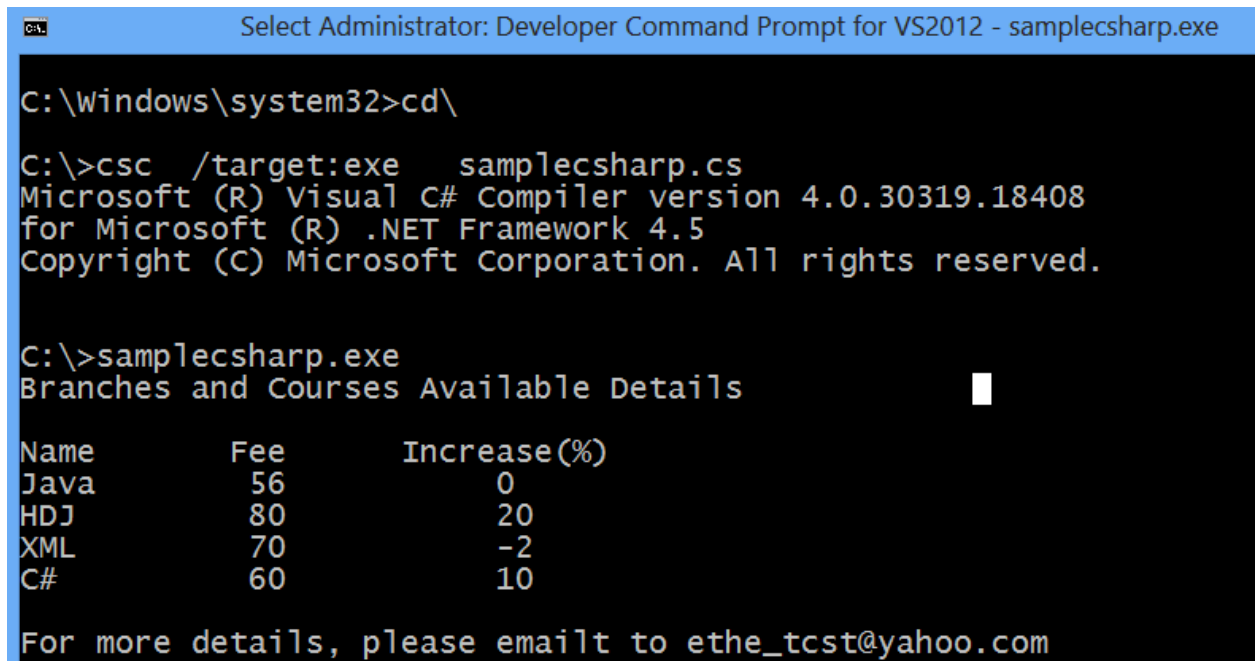 Select Administrator: Developer Command Prompt for VS2012 - samplecsharp.exe
C:\Windows\system32>cd\
C:\>csc  /target:exe   samplecsharp.cs
Microsoft (R) Visual C# Compiler version 4.0.30319.18408
for Microsoft (R) .NET Framework 4.5
Copyright (C) Microsoft Corporation. All rights reserved.
C:\>samplecsharp.exe
Branches and Courses Available Details
Name Fee Increase(%)
Java 56 0
HDJ 80 20
XML 70 -2
C# 60 10
For more details, please emailt to ethe_tcst@yahoo.com